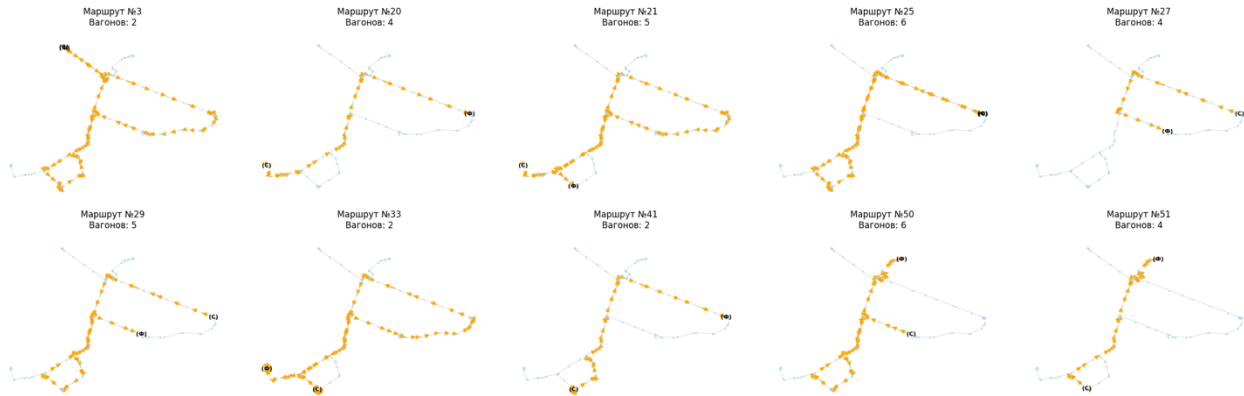 Маршрут №3
Вагонов: 2
Маршрут №20
Вагонов: 4
Маршрут №21
Вагонов: 5
Маршрут №25
Вагонов: 6
Маршрут №27
Вагонов: 4
(Ф)
(С)
(С)
(Ф)
(С)
(Ф)
Маршрут №29
Вагонов: 5
Маршрут №33
Вагонов: 2
Маршрут №41
Вагонов: 2
Маршрут №50
Вагонов: 6
Маршрут №51
Вагонов: 4
(С)
(Ф)
(Ф)
(С)
(Ф)
(С)
(Ф)
(С)
(Ф)
(С)